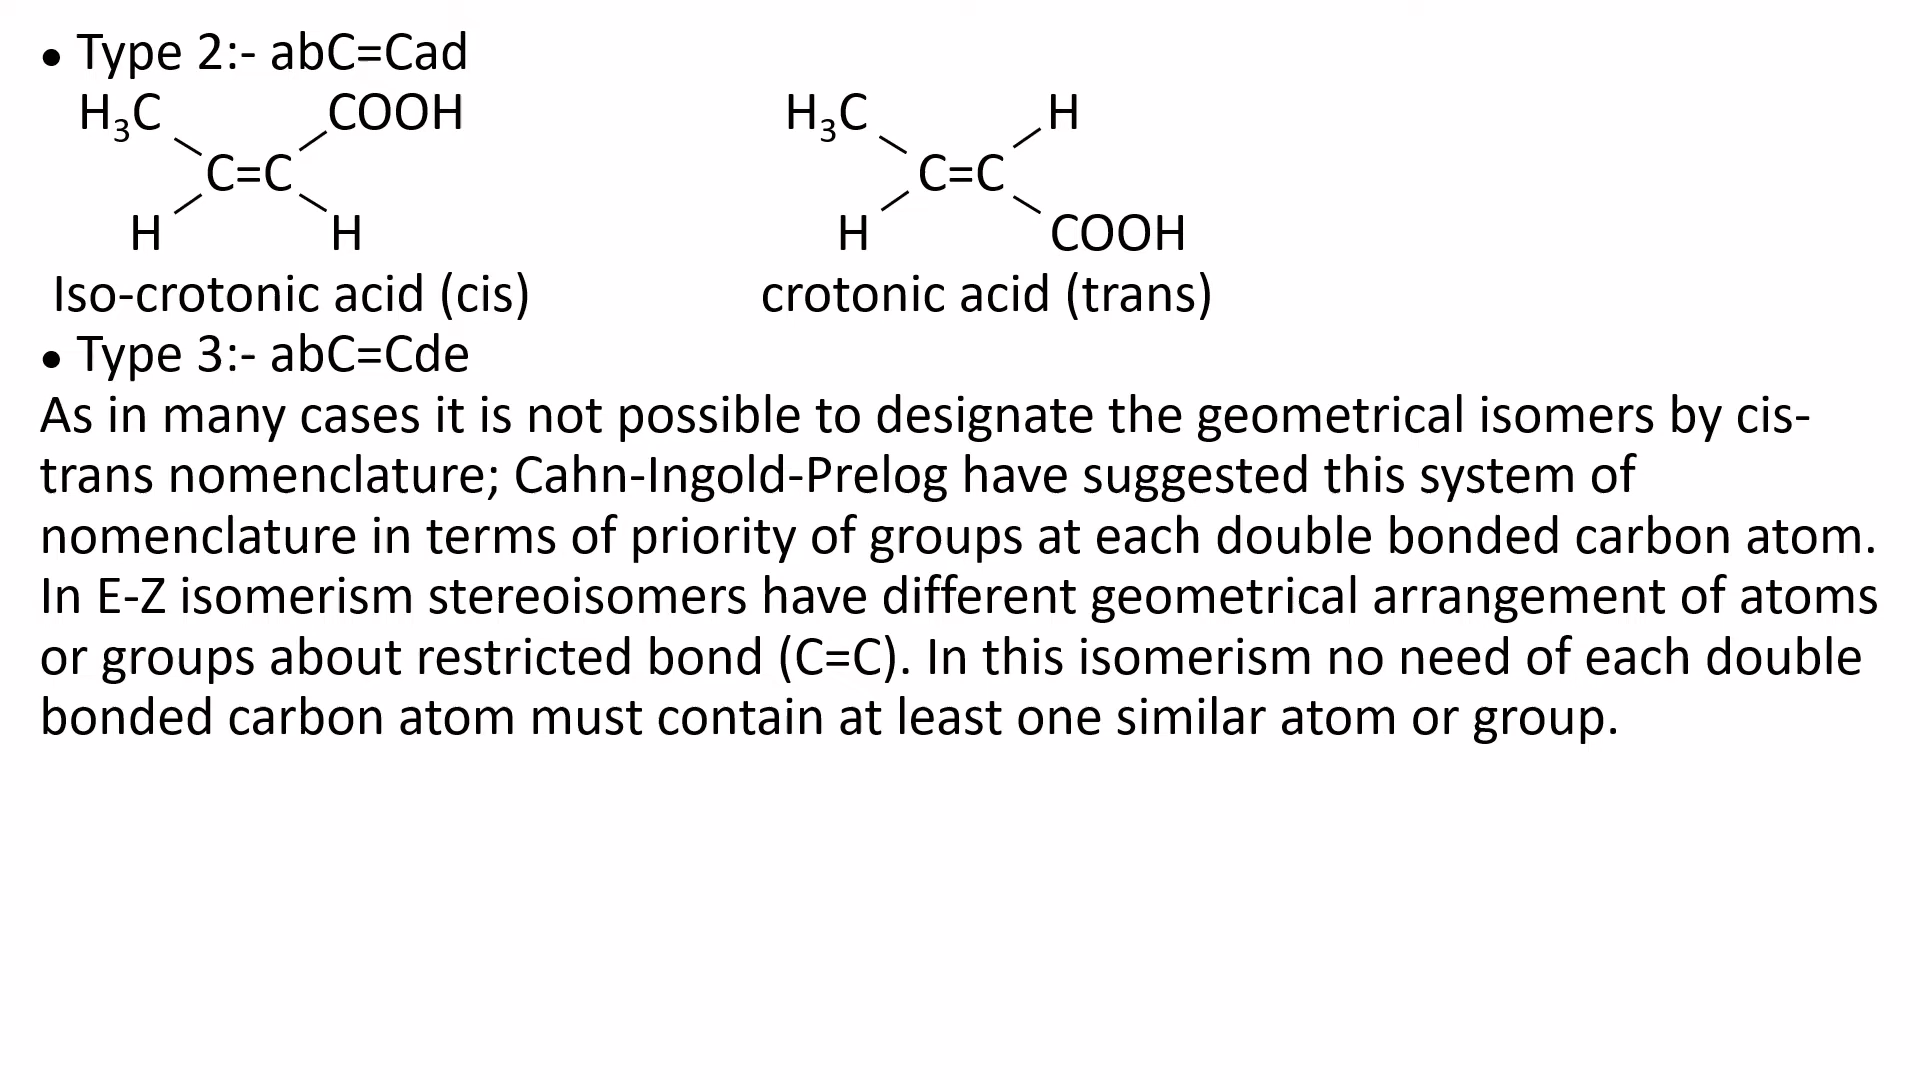 • Type 2:- abC=Cad
H₃C COOH H₃C H
C=C C=C
H H H COOH
Iso-crotonic acid (cis) crotonic acid (trans)
• Type 3:- abC=Cde
As in many cases it is not possible to designate the geometrical isomers by cis-
trans nomenclature; Cahn-Ingold-Prelog have suggested this system of
nomenclature in terms of priority of groups at each double bonded carbon atom.
In E-Z isomerism stereoisomers have different geometrical arrangement of atoms
or groups about restricted bond (C=C). In this isomerism no need of each double
bonded carbon atom must contain at least one similar atom or group.